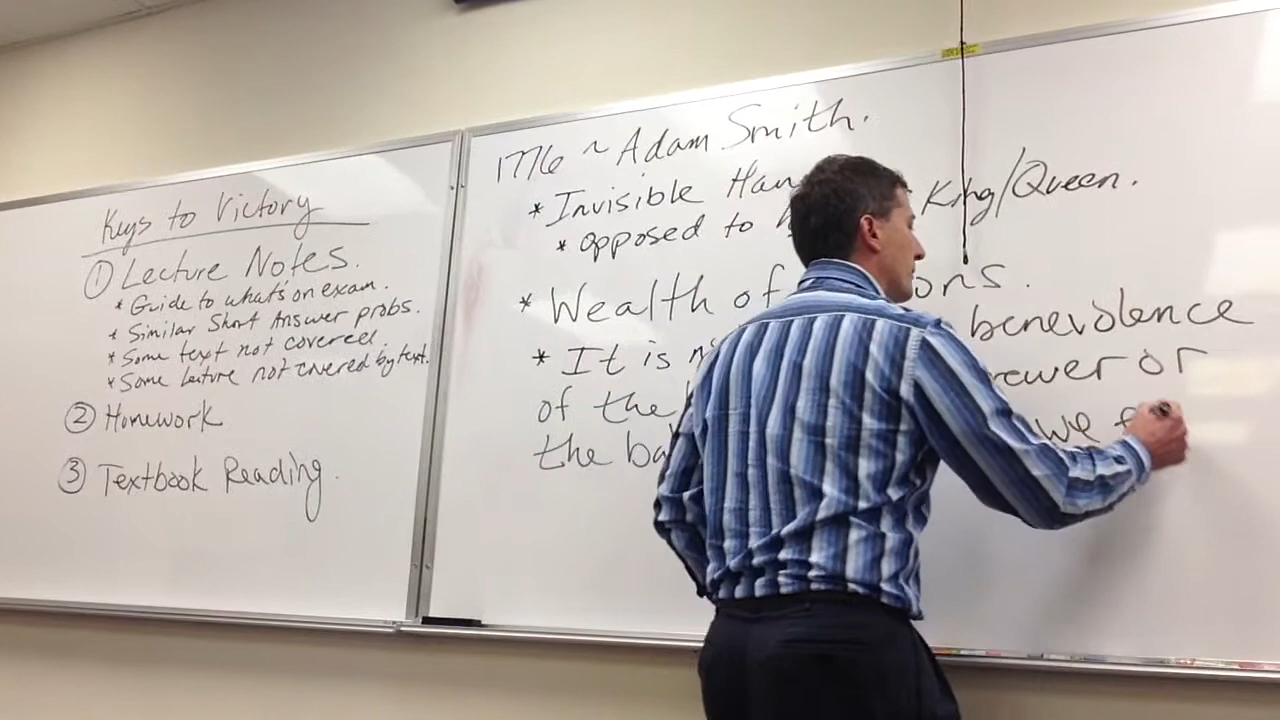 Keys to Victory
① Lecture Notes.
* Guide to what's on exam.
* Similar Short Answer probs.
* Some text not covered.
* Some lecture not covered by text.
② Homework
③ Textbook Reading.
1776 ~ Adam Smith.
* Invisible Han
* opposed to King/Queen.
* Wealth of ons.
* It is benevolence
of the ewer or
the ba we